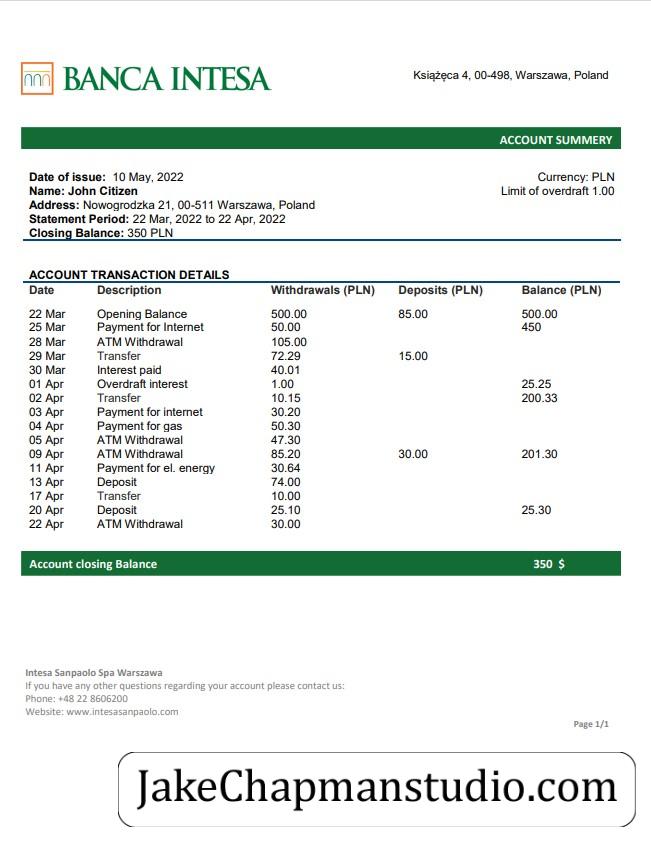 BANCA INTESA
Książęca 4, 00-498, Warszawa, Poland
ACCOUNT SUMMERY
Date of issue: 10 May, 2022
Currency: PLN
Name: John Citizen
Limit of overdraft 1.00
Address: Nowogrodzka 21, 00-511 Warszawa, Poland
Statement Period: 22 Mar, 2022 to 22 Apr, 2022
Closing Balance: 350 PLN
ACCOUNT TRANSACTION DETAILS
Date Description Withdrawals (PLN) Deposits (PLN) Balance (PLN)
22 Mar Opening Balance 500.00 85.00 500.00
25 Mar Payment for Internet 50.00 450
28 Mar ATM Withdrawal 105.00
29 Mar Transfer 72.29 15.00
30 Mar Interest paid 40.01
01 Apr Overdraft interest 1.00 25.25
02 Apr Transfer 10.15 200.33
03 Apr Payment for internet 30.20
04 Apr Payment for gas 50.30
05 Apr ATM Withdrawal 47.30
09 Apr ATM Withdrawal 85.20 30.00 201.30
11 Apr Payment for el. energy 30.64
13 Apr Deposit 74.00
17 Apr Transfer 10.00
20 Apr Deposit 25.10 25.30
22 Apr ATM Withdrawal 30.00
Account closing Balance 350 $
Intesa Sanpaolo Spa Warszawa
If you have any other questions regarding your account please contact us:
Phone: +48 22 8606200
Website: www.intesasanpaolo.com
Page 1/1
JakeChapmanstudio.com